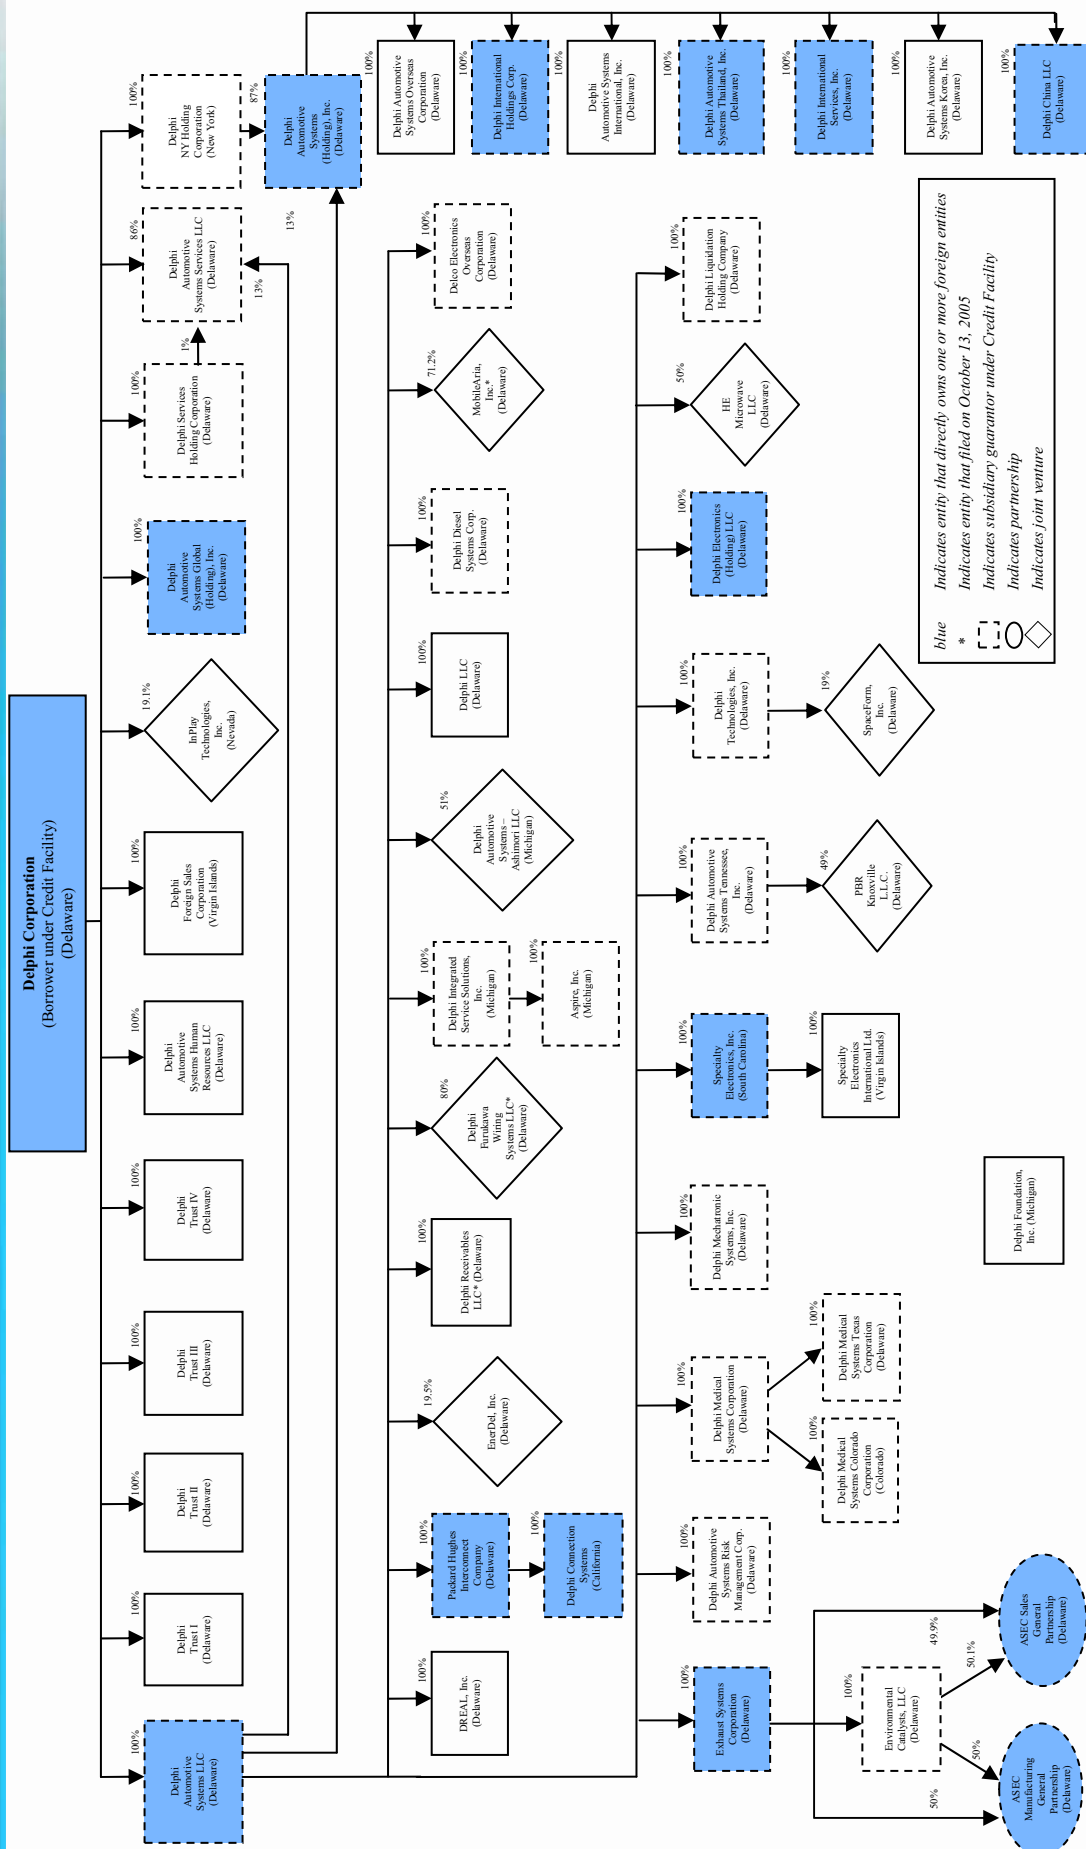 Delphi Corporation
(Borrower under Credit Facility)
(Delaware)
100%
Delphi
Automotive
Systems LLC
(Delaware)
100%
Delphi
Trust I
(Delaware)
100%
Delphi
Trust II
(Delaware)
100%
Delphi
Trust III
(Delaware)
100%
Delphi
Trust IV
(Delaware)
100%
Delphi
Automotive
Systems Human
Resources LLC
(Delaware)
100%
Delphi
Foreign Sales
Corporation
(Virgin Islands)
19.1%
InPlay
Technologies,
Inc.
(Nevada)
100%
Delphi
Automotive
Systems Global
(Holding), Inc.
(Delaware)
100%
Delphi Services
Holding Corporation
(Delaware)
1%
86%
Delphi
Automotive
Systems Services LLC
(Delaware)
13%
100%
Delphi
NY Holding
Corporation
(New York)
87%
Delphi
Automotive
Systems
(Holding), Inc.
(Delaware)
13%
100%
Delphi Automotive
Systems Overseas
Corporation
(Delaware)
100%
Delphi International
Holdings Corp.
(Delaware)
100%
Delphi
Automotive Systems
International, Inc.
(Delaware)
100%
Delphi Automotive
Systems Thailand, Inc.
(Delaware)
100%
Delphi International
Services, Inc.
(Delaware)
100%
Delphi Automotive
Systems Korea, Inc.
(Delaware)
100%
Delphi China LLC
(Delaware)
100%
DREAL, Inc.
(Delaware)
100%
Packard Hughes
Interconnect
Company
(Delaware)
100%
Delphi Connection
Systems
(California)
19.5%
EnerDel, Inc.
(Delaware)
100%
Delphi Receivables
LLC* (Delaware)
80%
Delphi
Furukawa
Wiring
Systems LLC*
(Delaware)
100%
Delphi Integrated
Service Solutions,
Inc.
(Michigan)
100%
Aspire, Inc.
(Michigan)
51%
Delphi
Automotive
Systems –
Ashimori LLC
(Michigan)
100%
Delphi LLC
(Delaware)
100%
Delphi Diesel
Systems Corp.
(Delaware)
71.2%
MobileAria,
Inc.*
(Delaware)
100%
Delco Electronics
Overseas
Corporation
(Delaware)
100%
Exhaust Systems
Corporation
(Delaware)
100%
Environmental
Catalysts, LLC
(Delaware)
50%
50%
ASEC
Manufacturing
General
Partnership
(Delaware)
49.9%
50.1%
ASEC Sales
General
Partnership
(Delaware)
100%
Delphi Automotive
Systems Risk
Management Corp.
(Delaware)
100%
Delphi Medical
Systems Corporation
(Delaware)
100%
Delphi Medical
Systems Colorado
Corporation
(Colorado)
100%
Delphi Medical
Systems Texas
Corporation
(Delaware)
100%
Delphi Mechatronic
Systems, Inc.
(Delaware)
100%
Specialty
Electronics, Inc.
(South Carolina)
100%
Specialty
Electronics
International Ltd.
(Virgin Islands)
100%
Delphi Automotive
Systems Tennessee,
Inc.
(Delaware)
49%
PBR
Knoxville
L.L.C.
(Delaware)
100%
Delphi
Technologies, Inc.
(Delaware)
19%
SpaceForm,
Inc.
(Delaware)
100%
Delphi Electronics
(Holding) LLC
(Delaware)
50%
HE
Microwave
LLC
(Delaware)
100%
Delphi Liquidation
Holding Company
(Delaware)
Delphi Foundation,
Inc. (Michigan)
blue Indicates entity that directly owns one or more foreign entities
* Indicates entity that filed on October 13, 2005
Indicates subsidiary guarantor under Credit Facility
Indicates partnership
Indicates joint venture